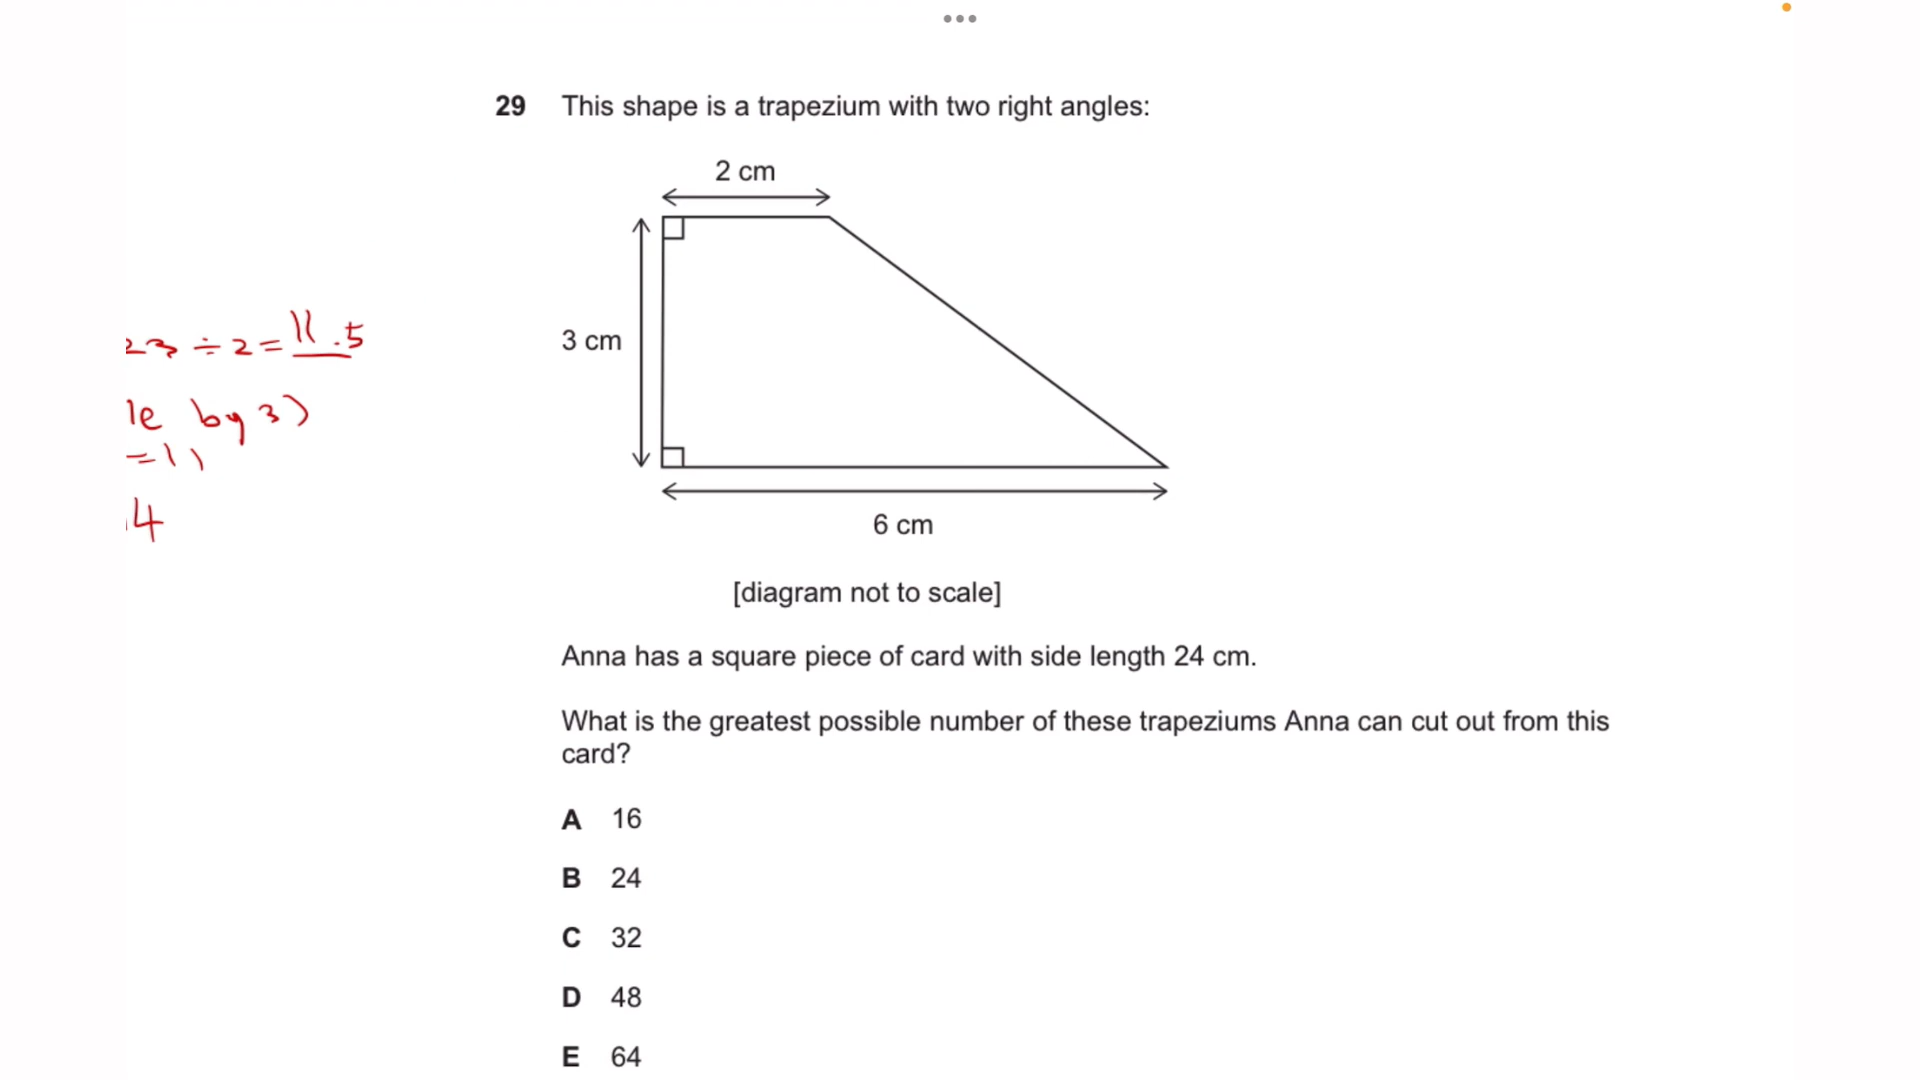 29 This shape is a trapezium with two right angles:
2 cm
23 ÷ 2 = 11.5
3 cm
le by 3)
= 11
4
6 cm
[diagram not to scale]
Anna has a square piece of card with side length 24 cm.
What is the greatest possible number of these trapeziums Anna can cut out from this
card?
A 16
B 24
C 32
D 48
E 64